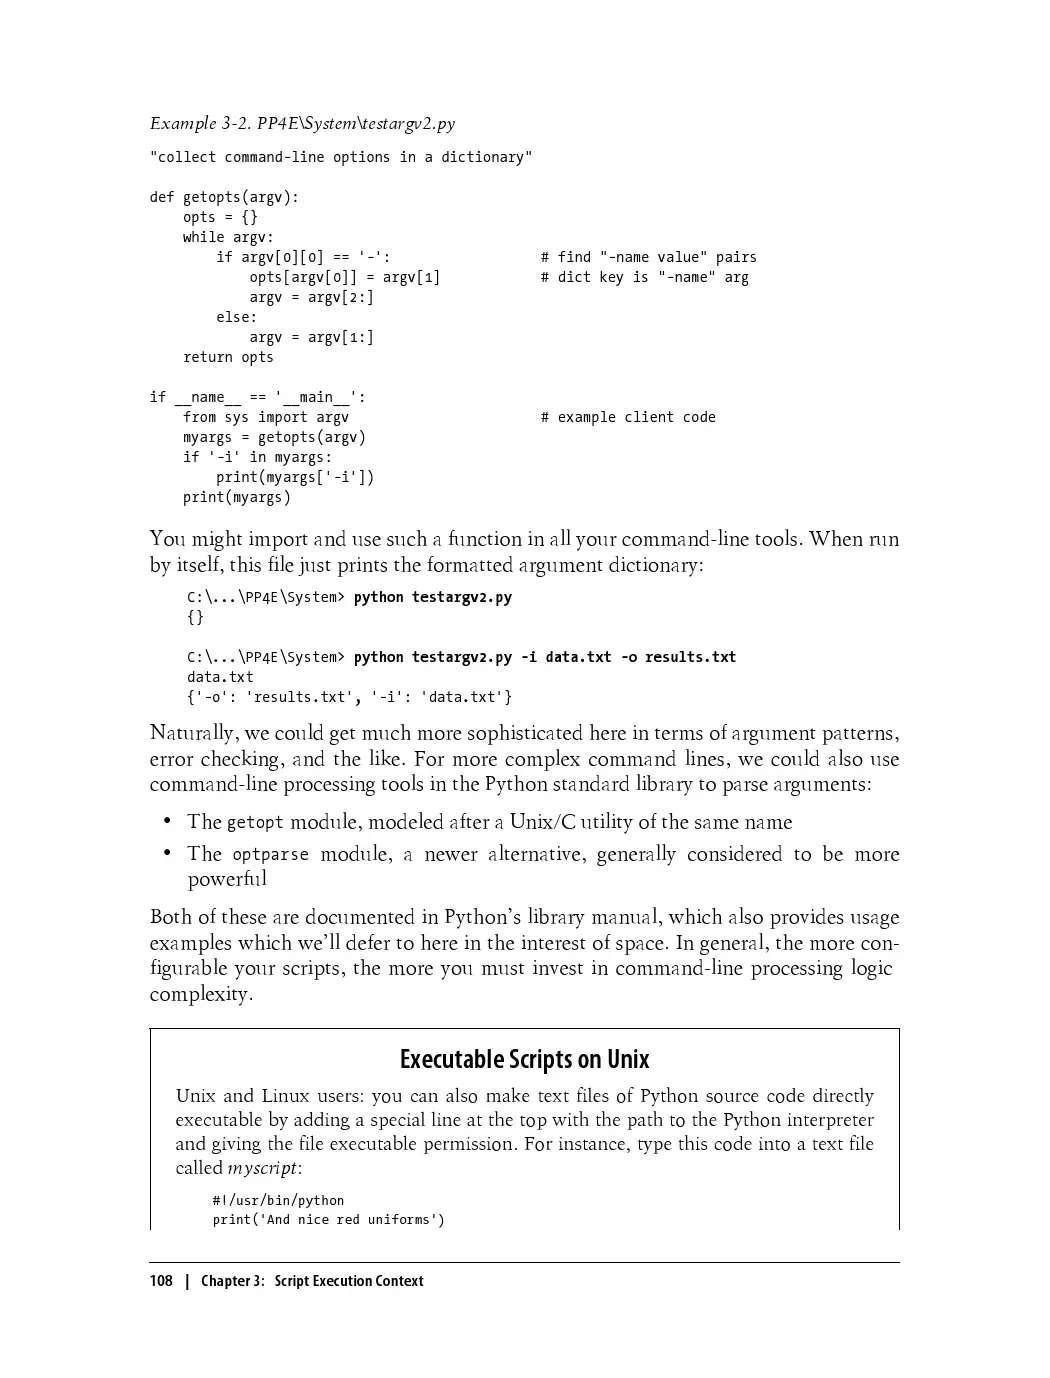 Example 3-2. PP4E\System\testargv2.py
"collect command-line options in a dictionary"
def getopts(argv):
    opts = {}
    while argv:
        if argv[0][0] == '-':                  # find "-name value" pairs
            opts[argv[0]] = argv[1]            # dict key is "-name" arg
            argv = argv[2:]
        else:
            argv = argv[1:]
    return opts
if __name__ == '__main__':
    from sys import argv                       # example client code
    myargs = getopts(argv)
    if '-i' in myargs:
        print(myargs['-i'])
    print(myargs)
You might import and use such a function in all your command-line tools. When run
by itself, this file just prints the formatted argument dictionary:
C:\...\PP4E\System> python testargv2.py
{}
C:\...\PP4E\System> python testargv2.py -i data.txt -o results.txt
data.txt
{'-o': 'results.txt', '-i': 'data.txt'}
Naturally, we could get much more sophisticated here in terms of argument patterns,
error checking, and the like. For more complex command lines, we could also use
command-line processing tools in the Python standard library to parse arguments:
• The getopt module, modeled after a Unix/C utility of the same name
• The optparse module, a newer alternative, generally considered to be more
powerful
Both of these are documented in Python's library manual, which also provides usage
examples which we'll defer to here in the interest of space. In general, the more con-
figurable your scripts, the more you must invest in command-line processing logic
complexity.
Executable Scripts on Unix
Unix and Linux users: you can also make text files of Python source code directly
executable by adding a special line at the top with the path to the Python interpreter
and giving the file executable permission. For instance, type this code into a text file
called myscript:
#!/usr/bin/python
print('And nice red uniforms')
108 | Chapter 3: Script Execution Context